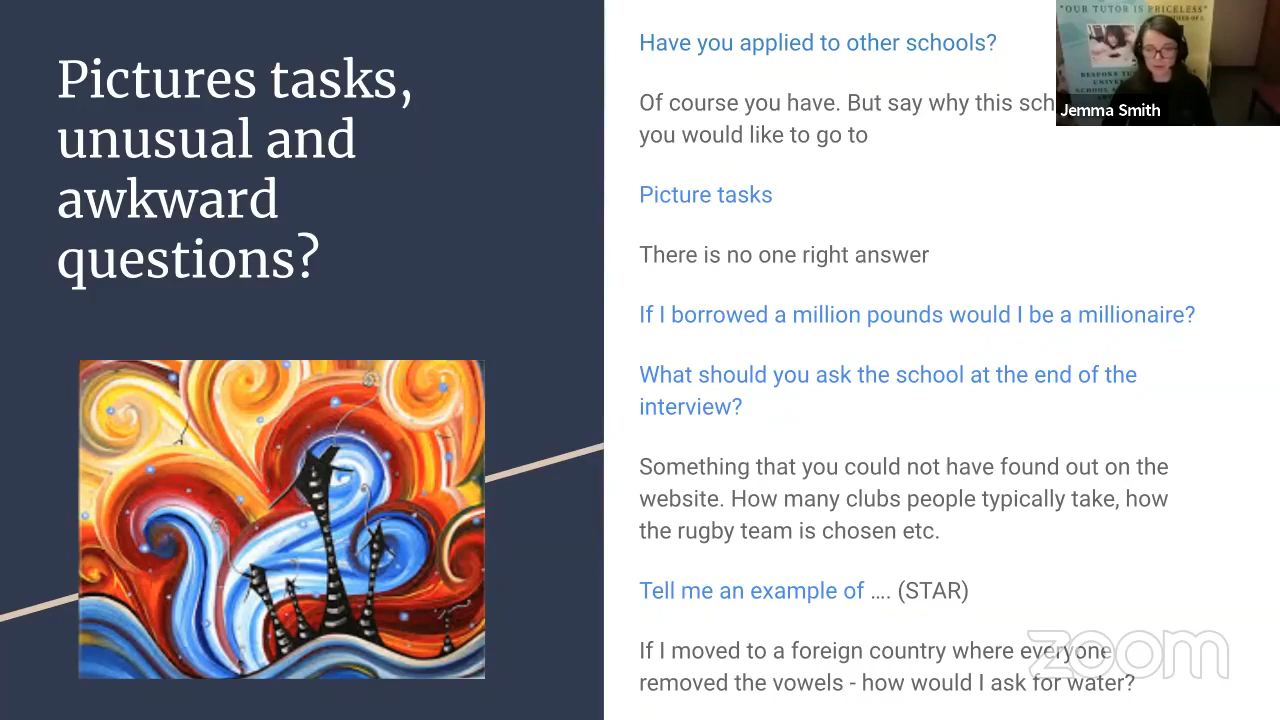 Pictures tasks,
unusual and
awkward
questions?
Have you applied to other schools?
Of course you have. But say why this sch
you would like to go to
Picture tasks
There is no one right answer
If I borrowed a million pounds would I be a millionaire?
What should you ask the school at the end of the
interview?
Something that you could not have found out on the
website. How many clubs people typically take, how
the rugby team is chosen etc.
Tell me an example of .... (STAR)
If I moved to a foreign country where everyone
removed the vowels - how would I ask for water?
"OUR TUTOR IS PRICELESS"
Jemma Smith
zoom